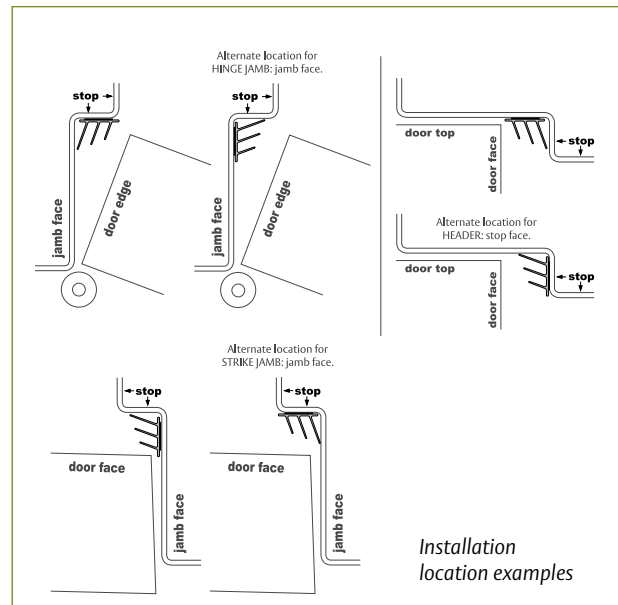 Alternate location for
HINGE JAMB: jamb face.
stop
jamb face
door edge
stop
jamb face
door edge
door top
door face
stop
Alternate location for
HEADER: stop face.
door top
door face
stop
stop
door face
jamb face
Alternate location for
STRIKE JAMB: jamb face.
stop
door face
jamb face
Installation
location examples